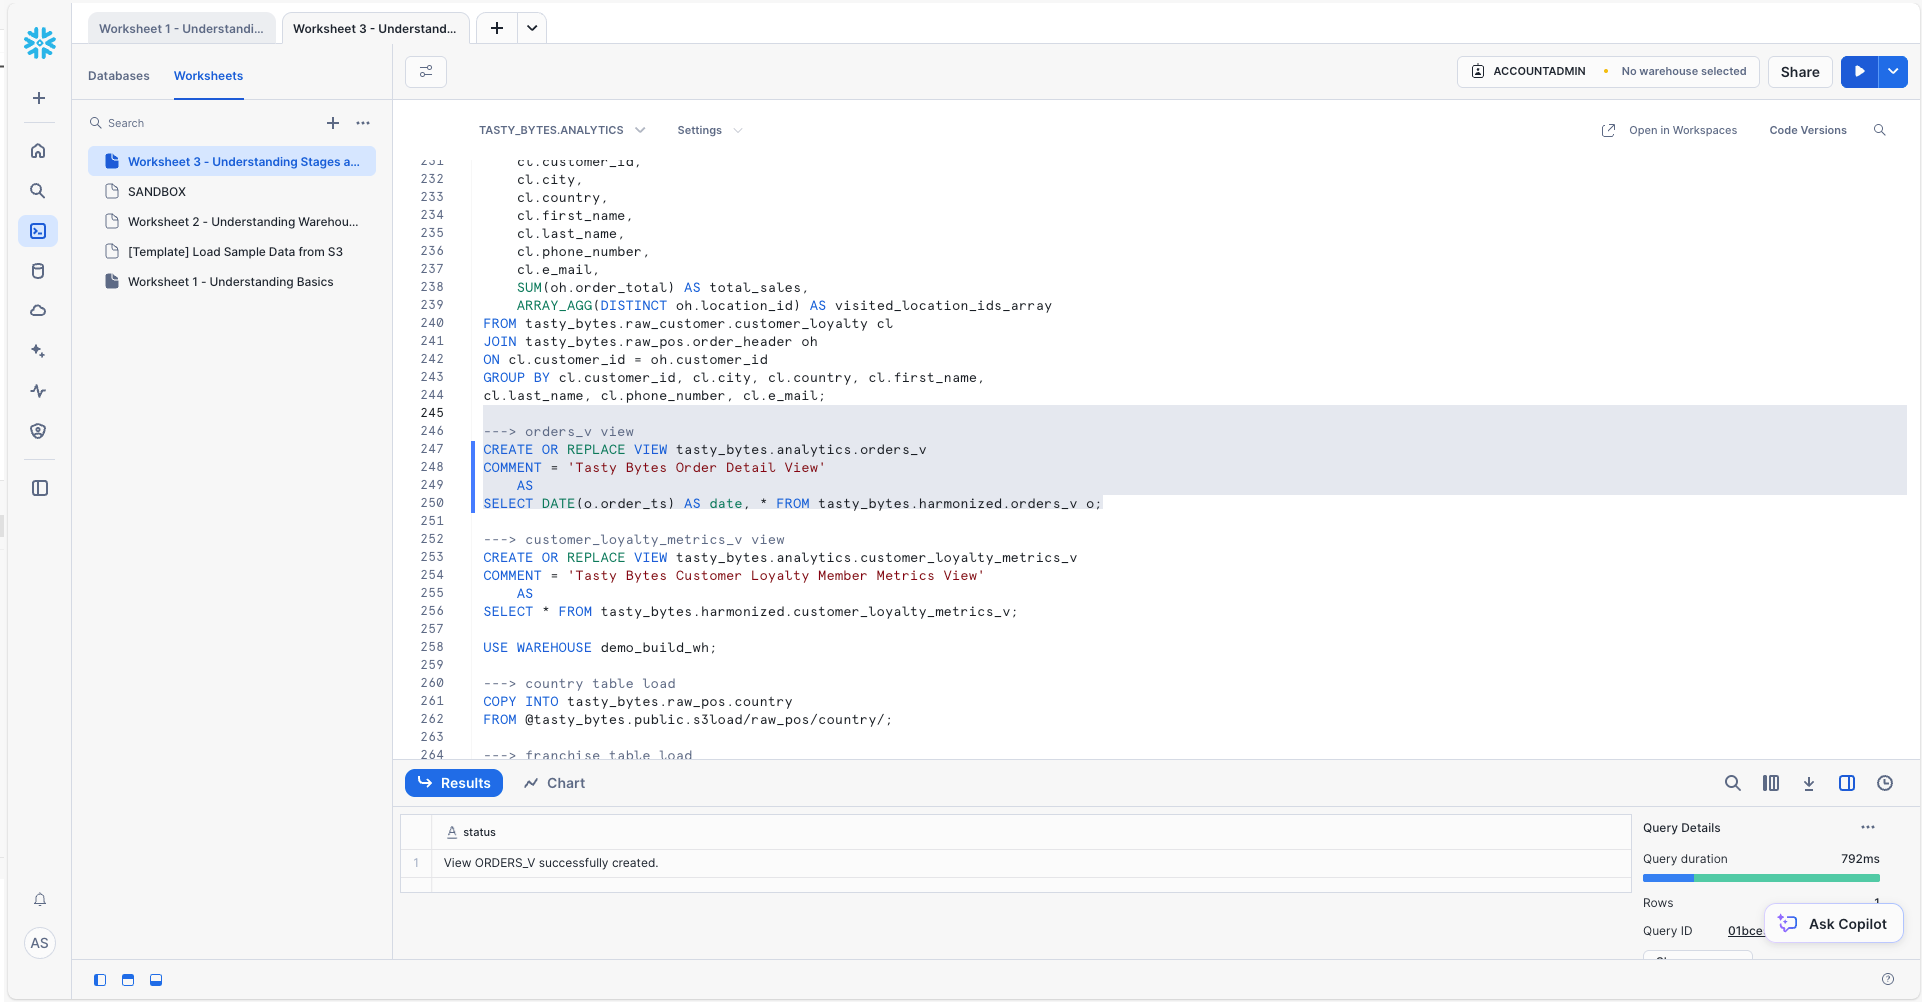 Worksheet 1 - Understandi...
Worksheet 3 - Understand...
Databases
Worksheets
ACCOUNTADMIN
No warehouse selected
Share
Search
Worksheet 3 - Understanding Stages a...
SANDBOX
Worksheet 2 - Understanding Warehou...
[Template] Load Sample Data from S3
Worksheet 1 - Understanding Basics
AS
TASTY_BYTES.ANALYTICS
Settings
Open in Workspaces
Code Versions
231 cl.customer_id,
232 cl.city,
233 cl.country,
234 cl.first_name,
235 cl.last_name,
236 cl.phone_number,
237 cl.e_mail,
238 SUM(oh.order_total) AS total_sales,
239 ARRAY_AGG(DISTINCT oh.location_id) AS visited_location_ids_array
240 FROM tasty_bytes.raw_customer.customer_loyalty cl
241 JOIN tasty_bytes.raw_pos.order_header oh
242 ON cl.customer_id = oh.customer_id
243 GROUP BY cl.customer_id, cl.city, cl.country, cl.first_name,
244 cl.last_name, cl.phone_number, cl.e_mail;
245
246 ---> orders_v view
247 CREATE OR REPLACE VIEW tasty_bytes.analytics.orders_v
248 COMMENT = 'Tasty Bytes Order Detail View'
249 AS
250 SELECT DATE(o.order_ts) AS date, * FROM tasty_bytes.harmonized.orders_v o;
251
252 ---> customer_loyalty_metrics_v view
253 CREATE OR REPLACE VIEW tasty_bytes.analytics.customer_loyalty_metrics_v
254 COMMENT = 'Tasty Bytes Customer Loyalty Member Metrics View'
255 AS
256 SELECT * FROM tasty_bytes.harmonized.customer_loyalty_metrics_v;
257
258 USE WAREHOUSE demo_build_wh;
259
260 ---> country table load
261 COPY INTO tasty_bytes.raw_pos.country
262 FROM @tasty_bytes.public.s3load/raw_pos/country/;
263
264 ---> franchise table load
Results
Chart
A status
1 View ORDERS_V successfully created.
Query Details
Query duration 792ms
Rows 1
Query ID 01bce
Ask Copilot